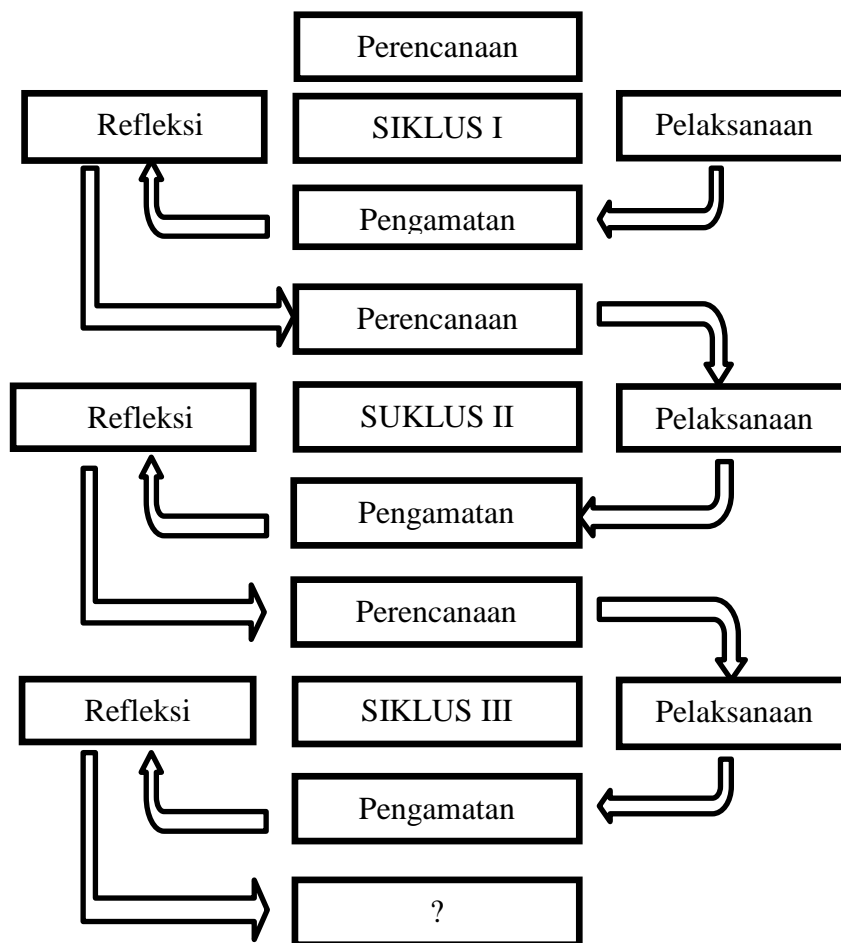 Perencanaan
Refleksi
SIKLUS I
Pelaksanaan
Pengamatan
Perencanaan
Refleksi
SUKLUS II
Pelaksanaan
Pengamatan
Perencanaan
Refleksi
SIKLUS III
Pelaksanaan
Pengamatan
?